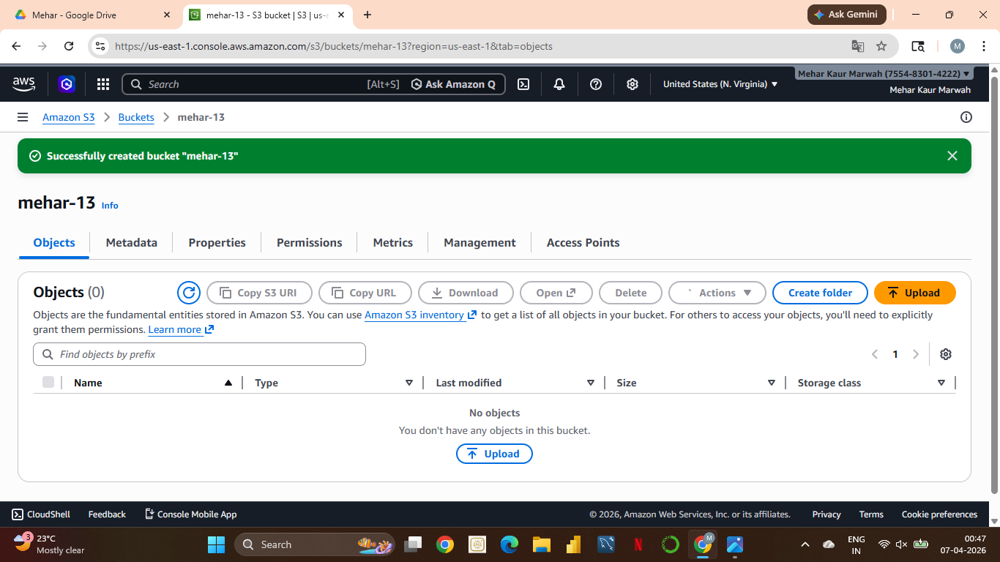 Mehar - Google Drive
mehar-13 - S3 bucket | S3 | us-e
Ask Gemini
https://us-east-1.console.aws.amazon.com/s3/buckets/mehar-13?region=us-east-1&tab=objects
M
aws
Search
[Alt+S]
Ask Amazon Q
United States (N. Virginia)
Mehar Kaur Marwah (7554-8301-4222)
Mehar Kaur Marwah
Amazon S3
Buckets
mehar-13
Successfully created bucket "mehar-13"
mehar-13 Info
Objects
Metadata
Properties
Permissions
Metrics
Management
Access Points
Objects (0)
Copy S3 URI
Copy URL
Download
Open
Delete
Actions
Create folder
Upload
Objects are the fundamental entities stored in Amazon S3. You can use Amazon S3 inventory to get a list of all objects in your bucket. For others to access your objects, you'll need to explicitly
grant them permissions. Learn more
Find objects by prefix
1
Name
Type
Last modified
Size
Storage class
No objects
You don't have any objects in this bucket.
Upload
CloudShell
Feedback
Console Mobile App
© 2026, Amazon Web Services, Inc. or its affiliates.
Privacy
Terms
Cookie preferences
3
23°C
Mostly clear
Search
N
M
ENG
IN
00:47
07-04-2026